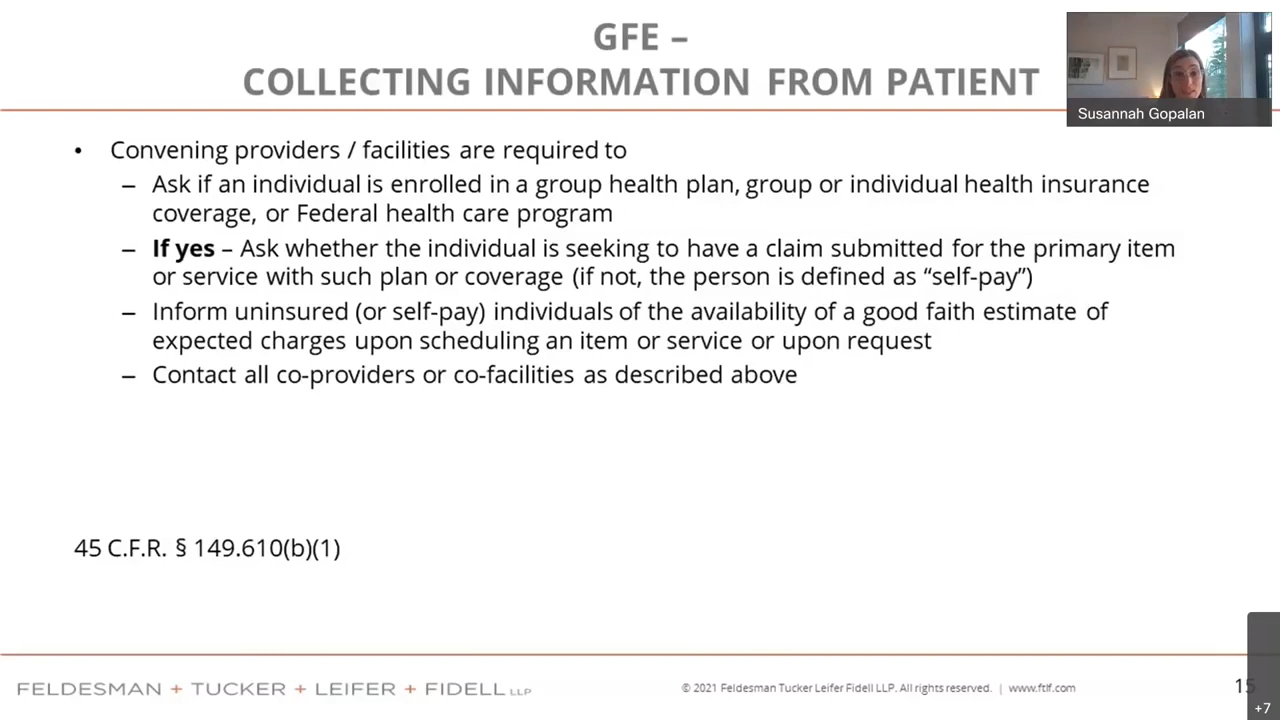 GFE –
COLLECTING INFORMATION FROM PATIENT
Susannah Gopalan
• Convening providers / facilities are required to
– Ask if an individual is enrolled in a group health plan, group or individual health insurance
coverage, or Federal health care program
– If yes – Ask whether the individual is seeking to have a claim submitted for the primary item
or service with such plan or coverage (if not, the person is defined as “self-pay”)
– Inform uninsured (or self-pay) individuals of the availability of a good faith estimate of
expected charges upon scheduling an item or service or upon request
– Contact all co-providers or co-facilities as described above
45 C.F.R. § 149.610(b)(1)
FELDESMAN + TUCKER + LEIFER + FIDELL LLP
© 2021 Feldesman Tucker Leifer Fidell LLP. All rights reserved. | www.ftlf.com
15
+7